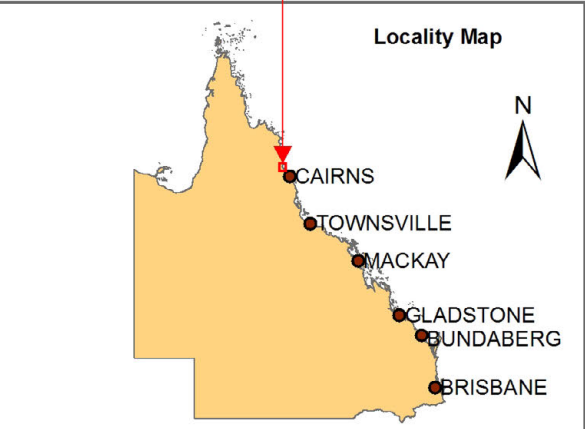 Locality Map
N
CAIRNS
TOWNSVILLE
MACKAY
GLADSTONE
BUNDABERG
BRISBANE